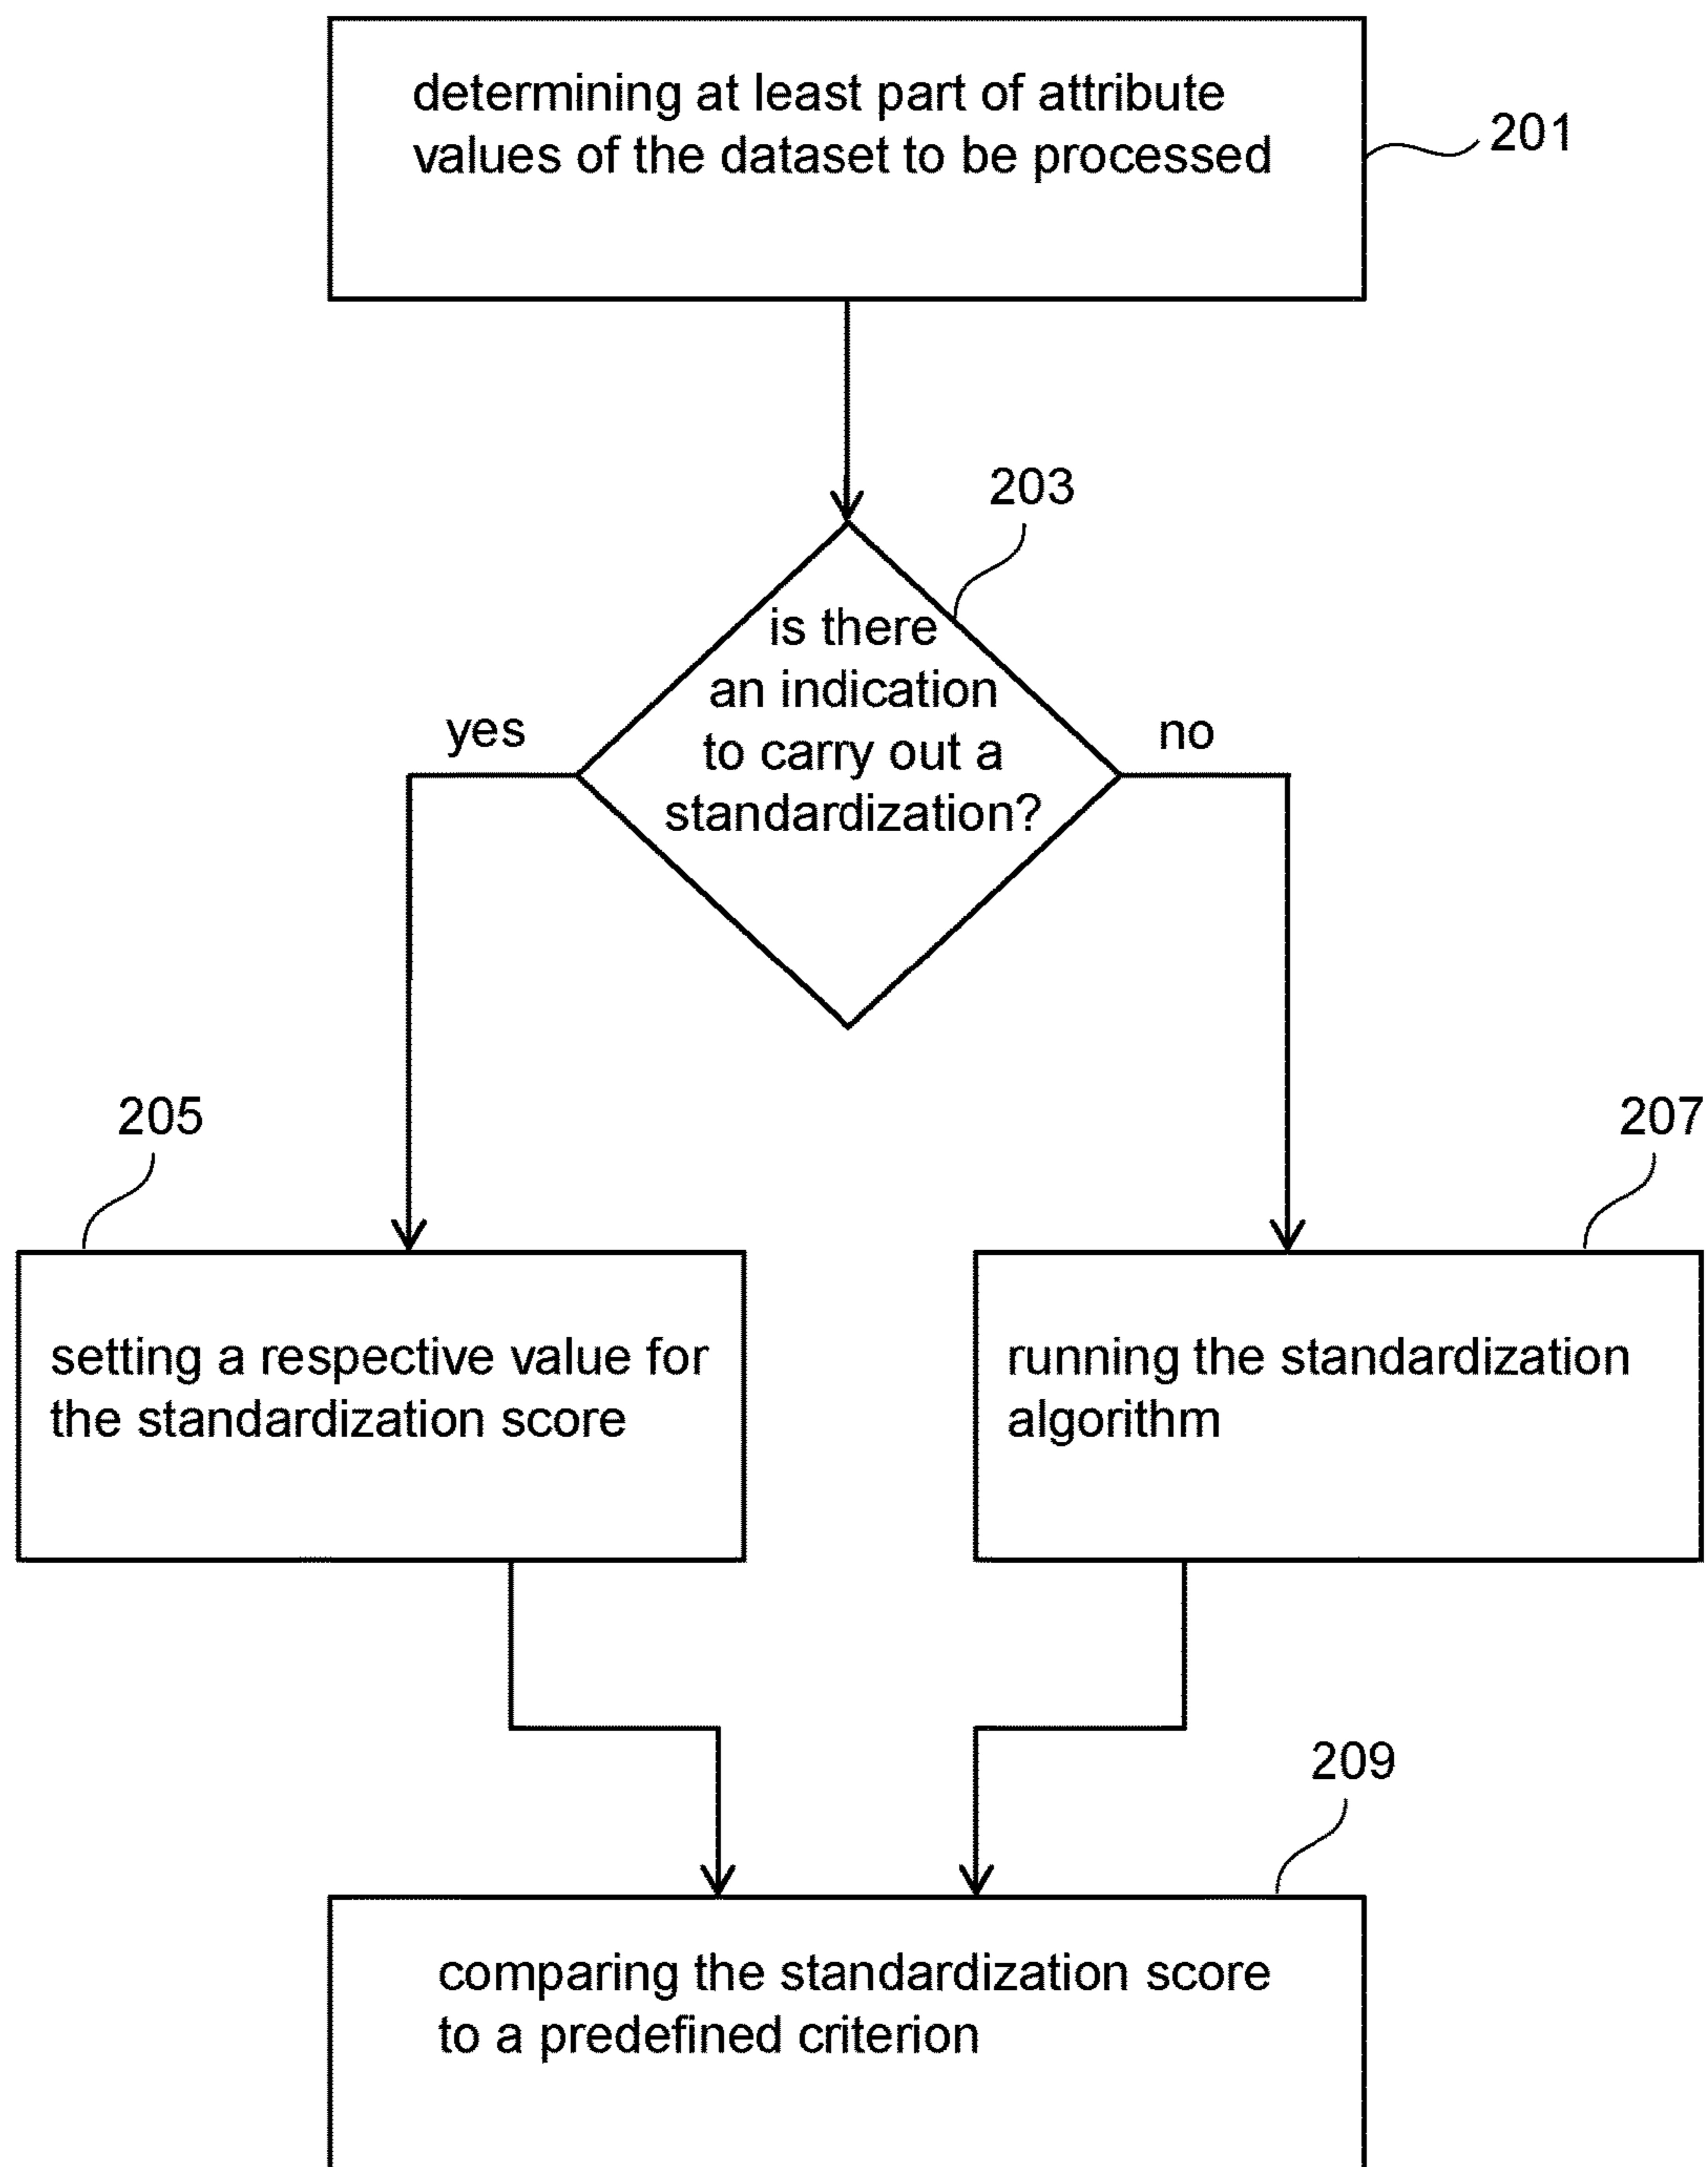 determining at least part of attribute
values of the dataset to be processed
201
203
is there
an indication
to carry out a
standardization?
yes
no
205
207
setting a respective value for
the standardization score
running the standardization
algorithm
209
comparing the standardization score
to a predefined criterion